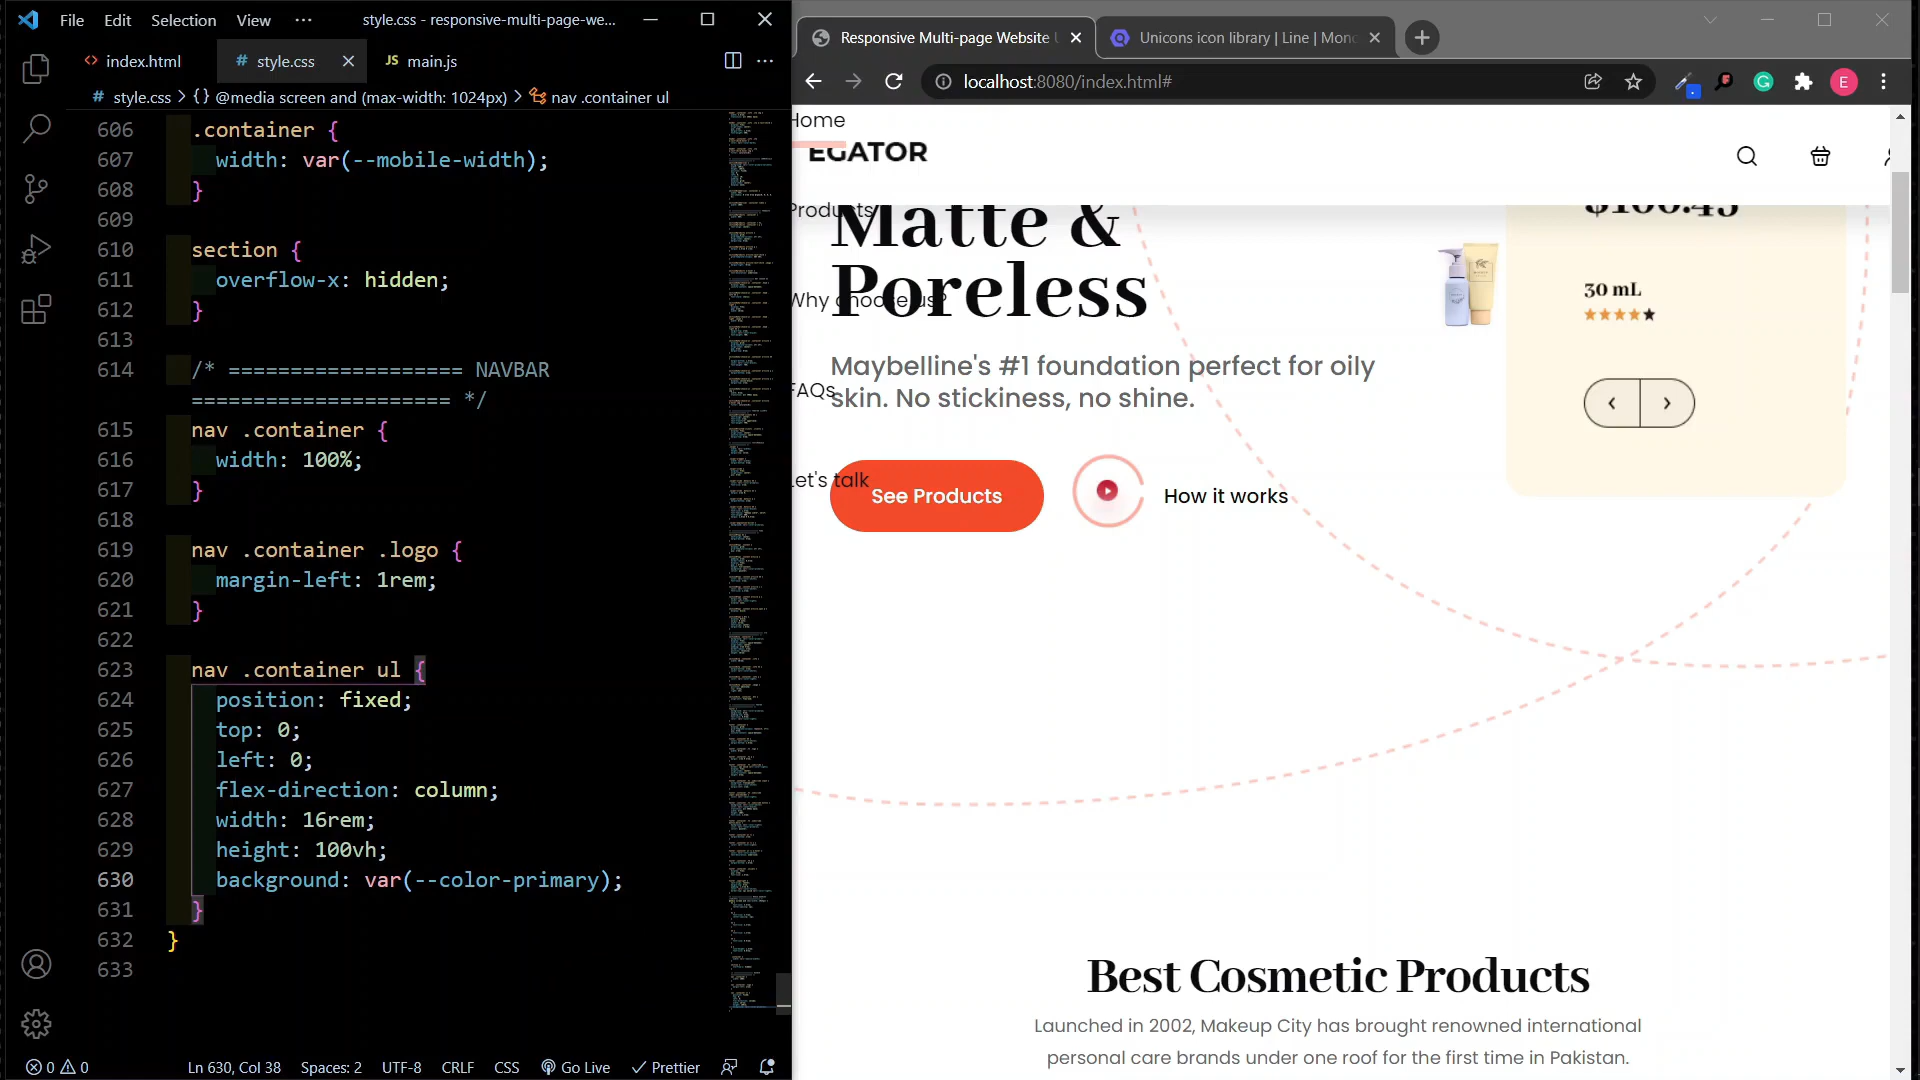 File Edit Selection View ··· style.css - responsive-multi-page-we...
index.html # style.css JS main.js
# style.css > {} @media screen and (max-width: 1024px) > nav .container ul
606 .container {
607 width: var(--mobile-width);
608 }
609
610 section {
611 overflow-x: hidden;
612 }
613
614 /* =================== NAVBAR
===================== */
615 nav .container {
616 width: 100%;
617 }
618
619 nav .container .logo {
620 margin-left: 1rem;
621 }
622
623 nav .container ul {
624 position: fixed;
625 top: 0;
626 left: 0;
627 flex-direction: column;
628 width: 16rem;
629 height: 100vh;
630 background: var(--color-primary);
631 }
632 }
633
0 0 Ln 630, Col 38 Spaces: 2 UTF-8 CRLF CSS Go Live Prettier
Responsive Multi-page Website Unicons icon library | Line | Mono
localhost:8080/index.html# E
Home
EGATOR
Products
Matte &
Poreless
Why choose us?
$100.45
30 mL
Maybelline's #1 foundation perfect for oily
skin. No stickiness, no shine.
FAQs
Let's talk
See Products
How it works
Best Cosmetic Products
Launched in 2002, Makeup City has brought renowned international
personal care brands under one roof for the first time in Pakistan.